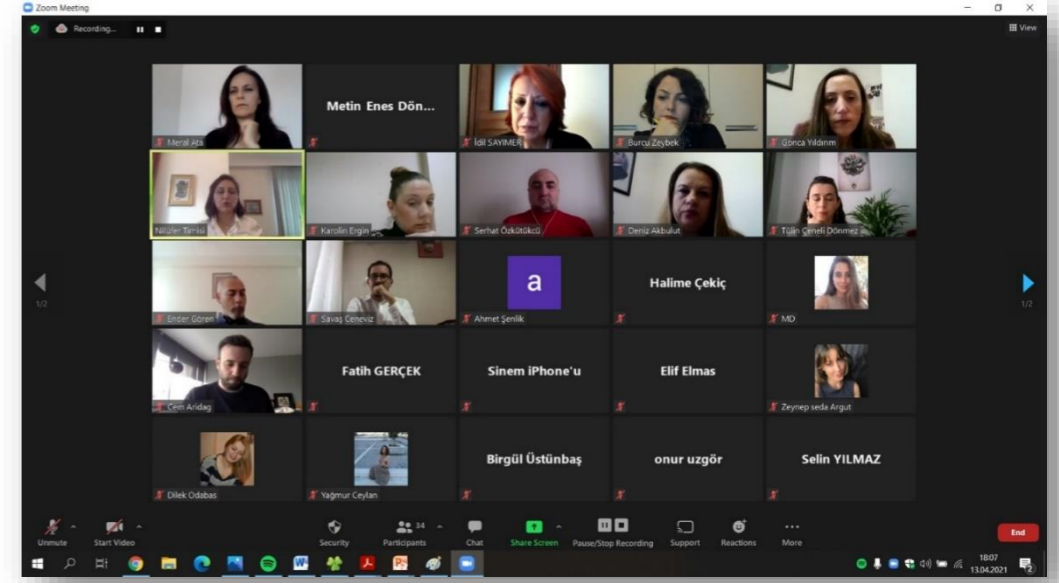 Zoom Meeting
Recording...
View
Meral Ata
Metin Enes Dön...
İdil SAYIMER
Burcu Zeybek
Gonca Yıldırım
Nilüfer
Karolin Ergin
Serhat Özkütükcü
Deniz Akbulut
Tülin Çeneli Dönmez
Ender Gören
Savaş Ceneviz
a
Ahmet Şenlik
Halime Çekiç
MD
1/2
1/2
Cem Arıdag
Fatih GERÇEK
Sinem iPhone'u
Elif Elmas
Zeynep seda Argut
Dilek Odabas
Yağmur Ceylan
Birgül Üstünbaş
onur uzgör
Selin YILMAZ
Unmute
Start Video
Security
34
Participants
Chat
Share Screen
Pause/Stop Recording
Support
Reactions
More
End
18:07
13.04.2021
2